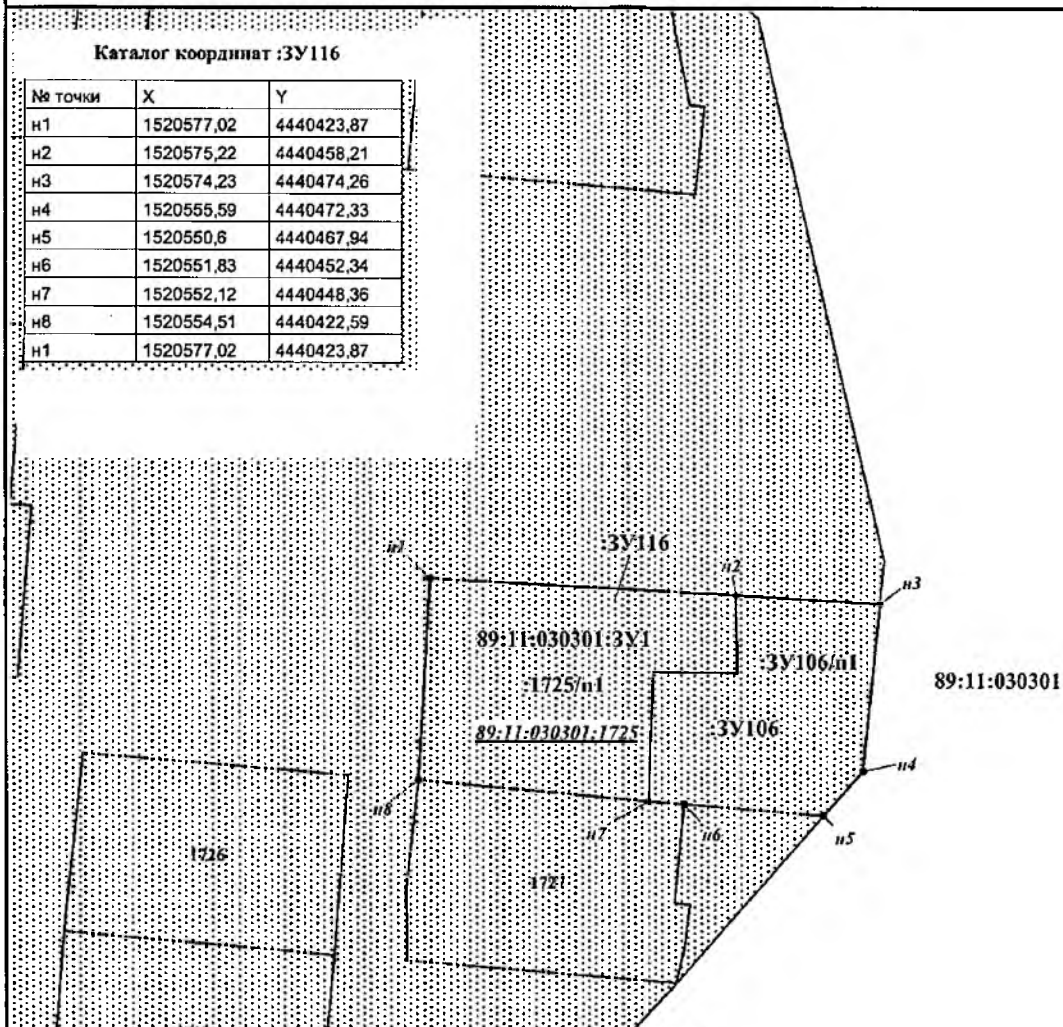 Каталог координат :ЗУ116
№ точки X Y
н1 1520577,02 4440423,87
н2 1520575,22 4440458,21
н3 1520574,23 4440474,26
н4 1520555,59 4440472,33
н5 1520550,6 4440467,94
н6 1520551,83 4440452,34
н7 1520552,12 4440448,36
н8 1520554,51 4440422,59
н1 1520577,02 4440423,87
:ЗУ116
н1
н2
н3
89:11:030301:ЗУ1
:ЗУ106/п1
:1725/п1
89:11:030301
89:11:030301:1725
:ЗУ106
н4
н8
н7
н6
н5
1726
1727